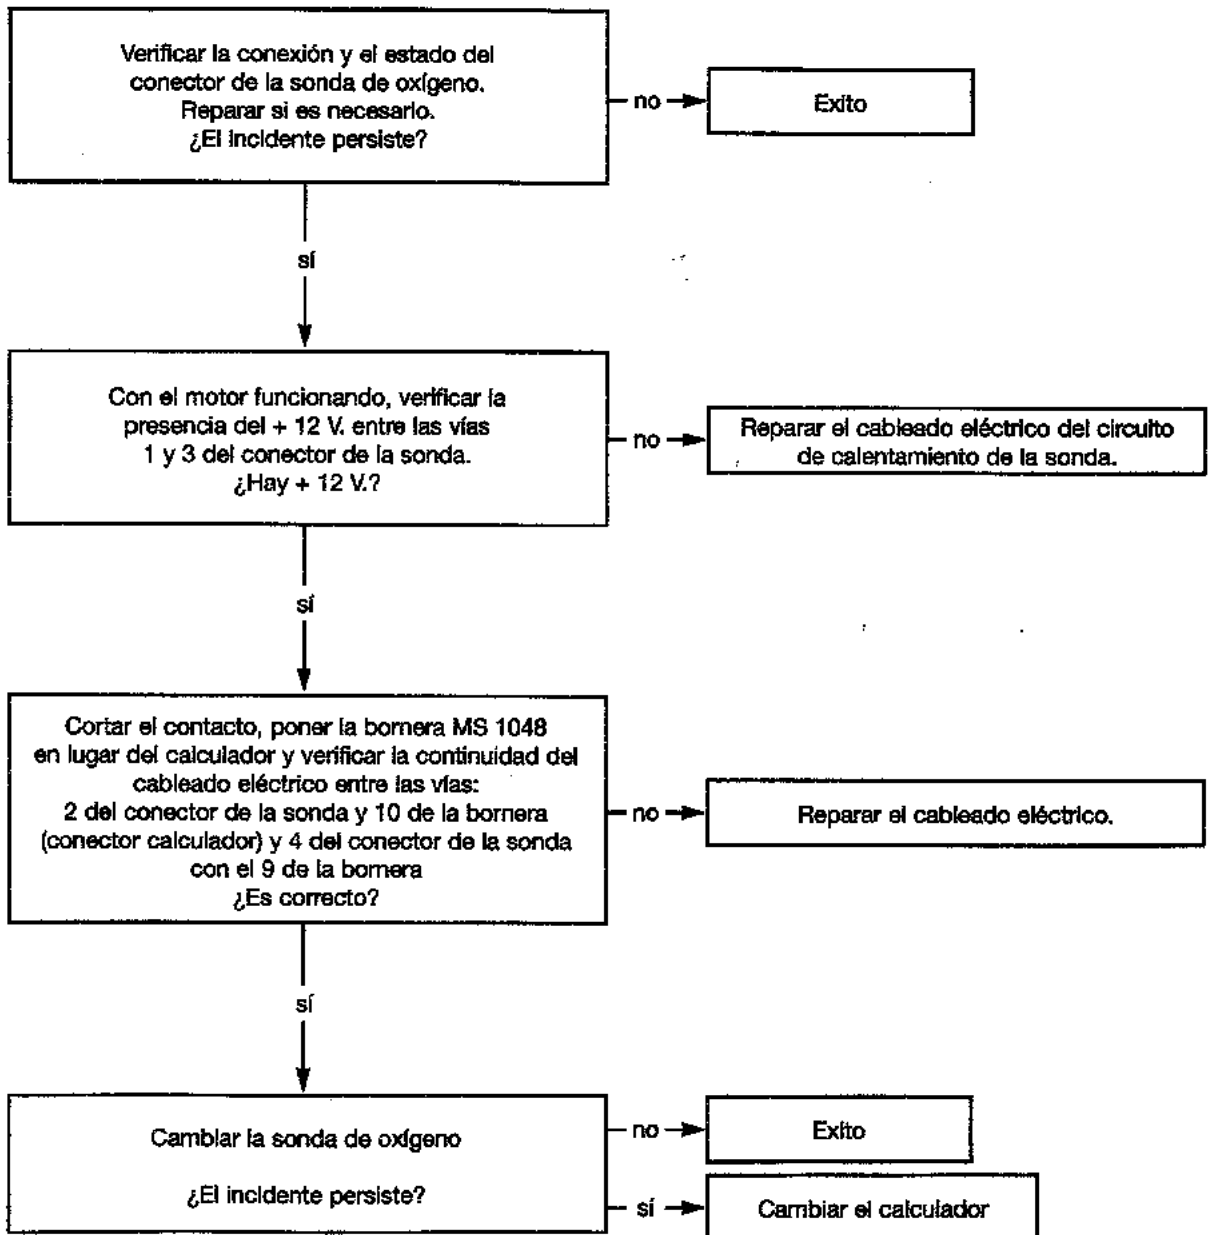 Verificar la conexión y el estado del
conector de la sonda de oxígeno.
Reparar si es necesario.
¿El incidente persiste?
no
Exito
sí
Con el motor funcionando, verificar la
presencia del + 12 V. entre las vías
1 y 3 del conector de la sonda.
¿Hay + 12 V.?
no
Reparar el cableado eléctrico del circuito
de calentamiento de la sonda.
sí
Cortar el contacto, poner la bornera MS 1048
en lugar del calculador y verificar la continuidad del
cableado eléctrico entre las vías:
2 del conector de la sonda y 10 de la bornera
(conector calculador) y 4 del conector de la sonda
con el 9 de la bornera
¿Es correcto?
no
Reparar el cableado eléctrico.
sí
Cambiar la sonda de oxígeno
¿El incidente persiste?
no
Exito
sí
Cambiar el calculador